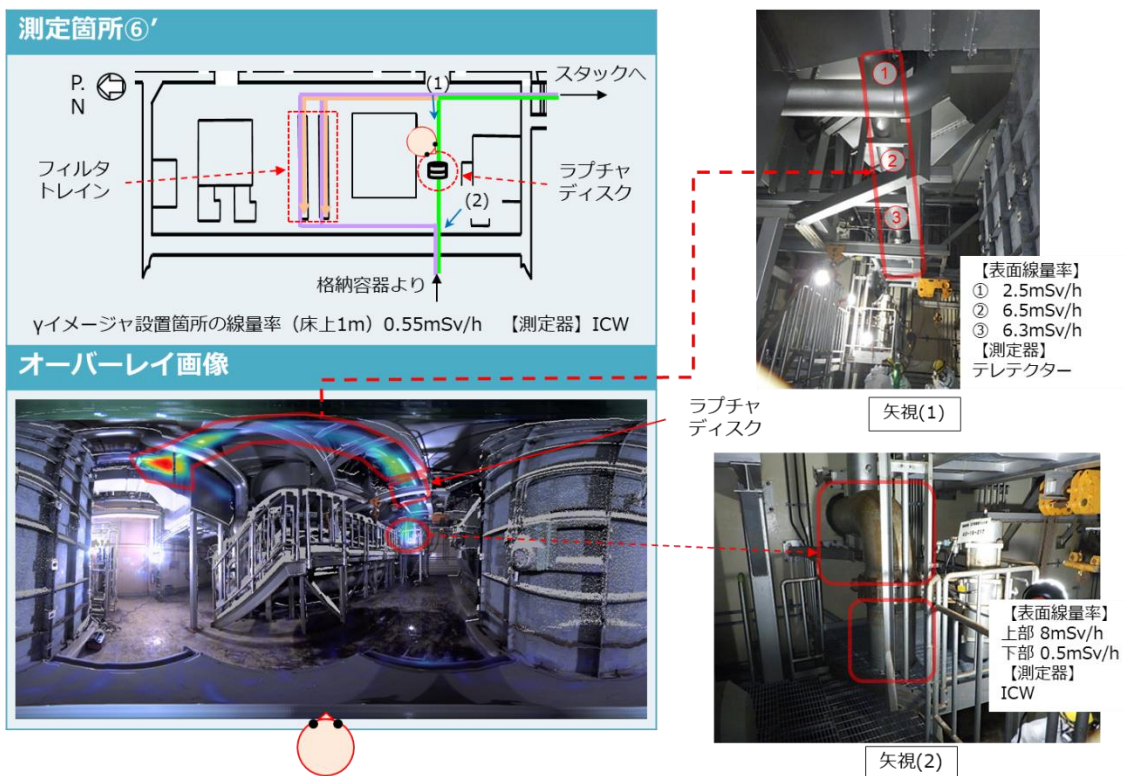 測定箇所⑥’
P.
N
(1)
スタックへ
フィルタ
トレイン
ラプチャ
ディスク
(2)
格納容器より
γイメージャ設置箇所の線量率（床上1m）0.55mSv/h 【測定器】ICW
オーバーレイ画像
ラプチャ
ディスク
1
2
3
【表面線量率】
① 2.5mSv/h
② 6.5mSv/h
③ 6.3mSv/h
【測定器】
テレテクター
矢視(1)
【表面線量率】
上部 8mSv/h
下部 0.5mSv/h
【測定器】
ICW
矢視(2)